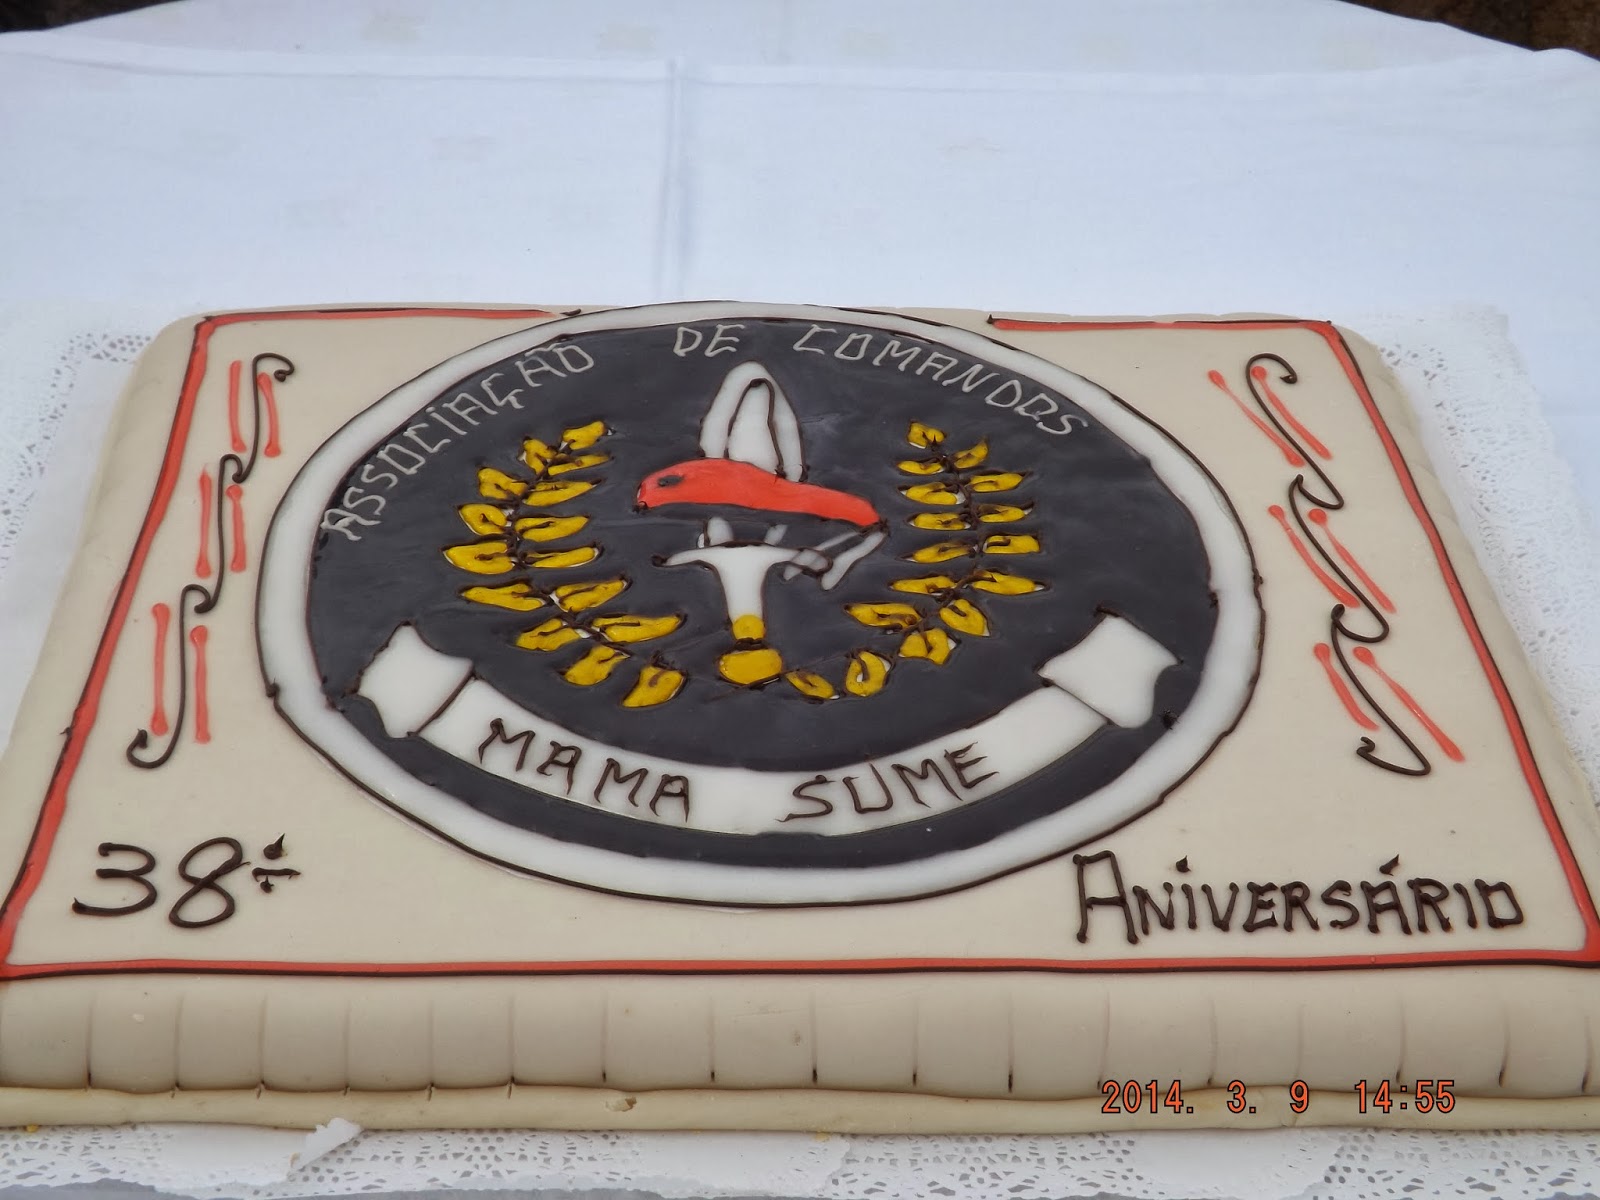 ASSOCIAÇÃO DE COMANDOS
MAMA SUME
38º
ANIVERSÁRIO
2014. 3. 9 14:55